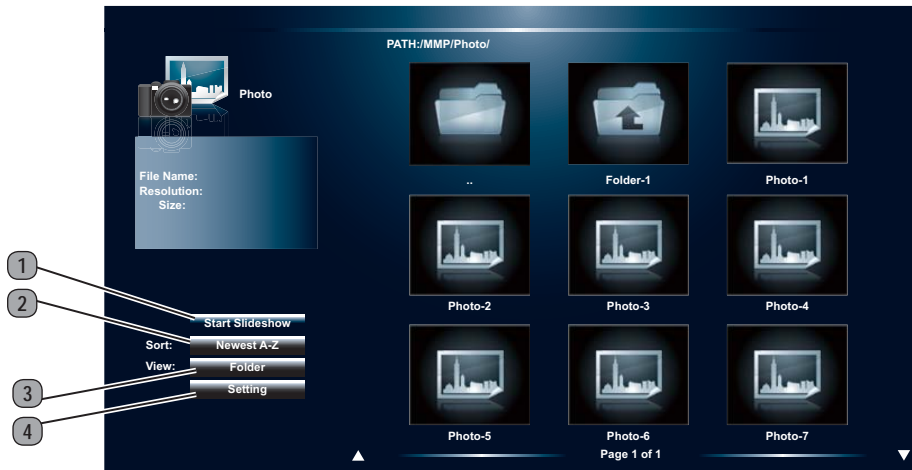 PATH:/MMP/Photo/
Photo
File Name:
Resolution:
Size:
.. Folder-1 Photo-1
Photo-2 Photo-3 Photo-4
Photo-5 Photo-6 Photo-7
1
2
3
4
Start Slideshow
Sort: Newest A-Z
View: Folder
Setting
Page 1 of 1